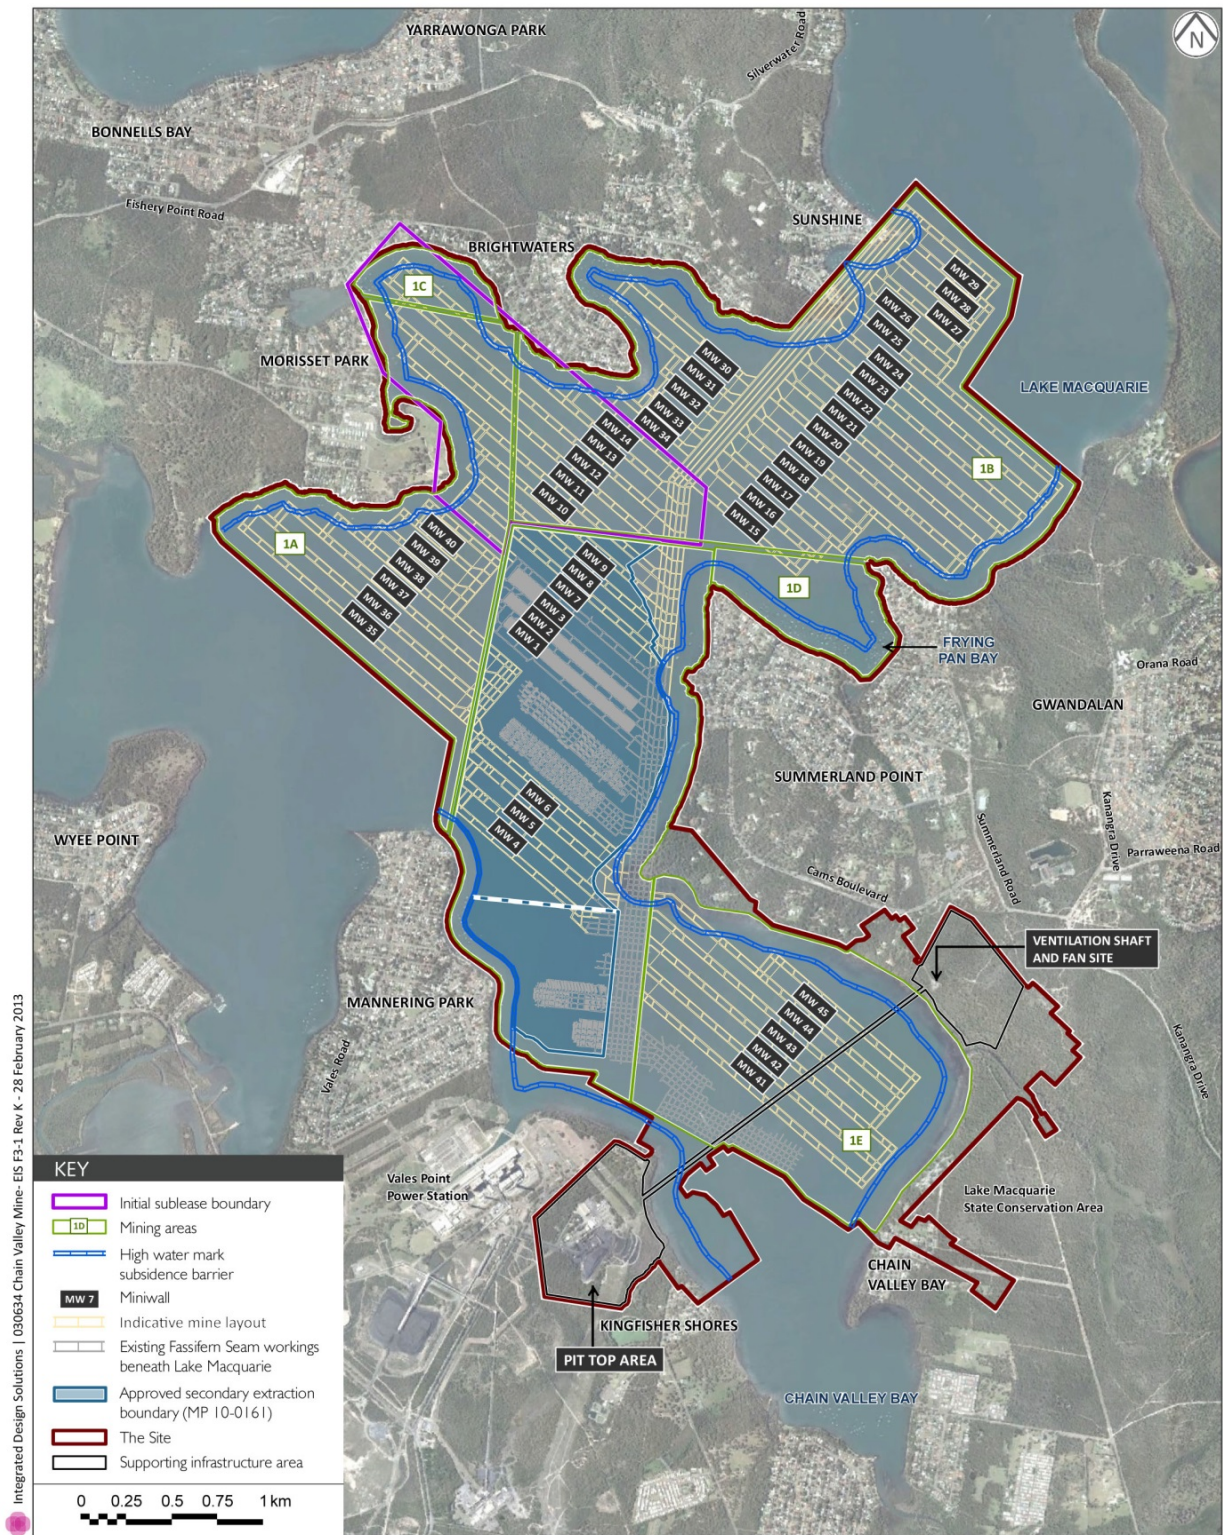 YARRAWONGA PARK
Silverwater Road
N
BONNELLS BAY
Fishery Point Road
SUNSHINE
BRIGHTWATERS
1C
MW 29
MW 28
MW 27
MW 26
MW 25
MORISSET PARK
MW 30
MW 31
MW 32
MW 33
MW 34
MW 24
MW 23
MW 22
MW 21
MW 20
MW 19
MW 18
MW 17
MW 16
MW 15
LAKE MACQUARIE
MW 14
MW 13
MW 12
MW 11
MW 10
1B
1A
MW 40
MW 39
MW 38
MW 37
MW 36
MW 35
MW 9
MW 8
MW 7
MW 3
MW 2
MW 1
1D
FRYING
PAN BAY
Orana Road
GWANDALAN
SUMMERLAND POINT
MW 6
MW 5
MW 4
WYEE POINT
Kanangra Drive
Summerland Road
Parraweena Road
Cams Boulevard
VENTILATION SHAFT
AND FAN SITE
MANNERING PARK
MW 45
MW 44
MW 43
MW 42
MW 41
Vales Road
Kanangra Drive
1E
Vales Point
Power Station
Lake Macquarie
State Conservation Area
CHAIN
VALLEY BAY
KINGFISHER SHORES
PIT TOP AREA
CHAIN VALLEY BAY
KEY
Initial sublease boundary
1D
Mining areas
High water mark
subsidence barrier
MW 7
Miniwall
Indicative mine layout
Existing Fassifern Seam workings
beneath Lake Macquarie
Approved secondary extraction
boundary (MP 10-0161)
The Site
Supporting infrastructure area
0 0.25 0.5 0.75 1 km
Integrated Design Solutions | 030634 Chain Valley Mine- EIS F3-1 Rev K - 28 February 2013